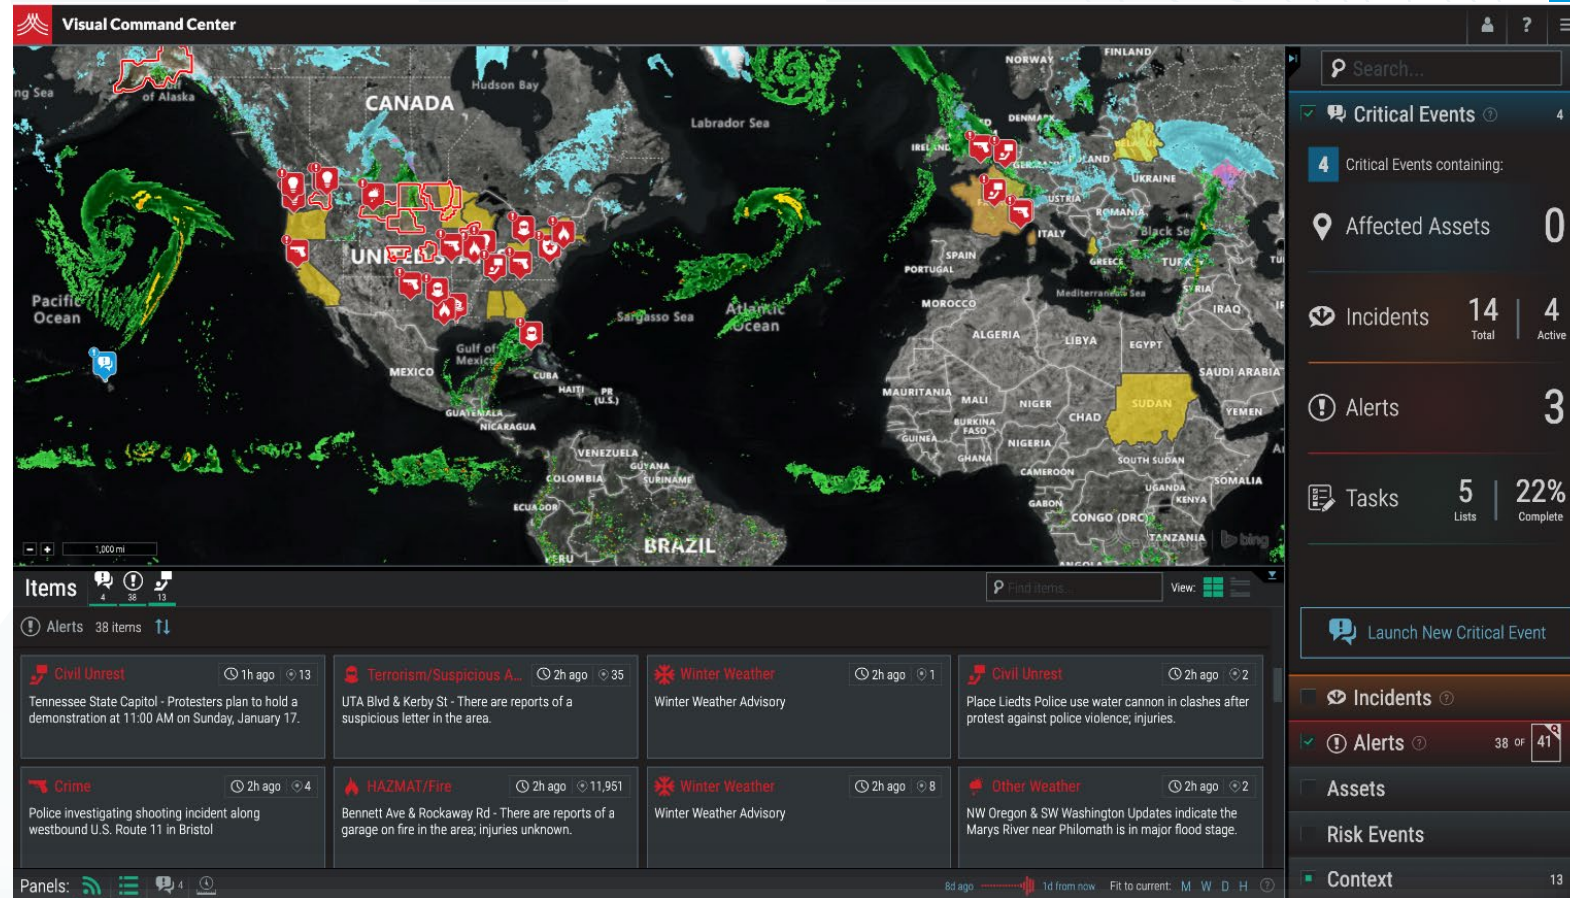 Visual Command Center
?
NORWAY
FINLAND
Hudson Bay
of Alaska
CANADA
Labrador Sea
DENMARK
IRELAND
POLAND
UKRAINE
ROMANIA
ITALY
Black Sea
SPAIN
PORTUGAL
GREECE
Pacific
Ocean
Sargasso Sea
Atlantic
Ocean
Mediterranean Sea
SYRIA
IRAQ
MOROCCO
ALGERIA
LIBYA
EGYPT
Gulf of
Mexico
MEXICO
CUBA
HAITI
PR
(U.S.)
SAUDI ARABIA
GUATEMALA
NICARAGUA
MAURITANIA
MALI
NIGER
CHAD
SUDAN
YEMEN
BURKINA
FASO
GUINEA
NIGERIA
GHANA
SOUTH SUDAN
VENEZUELA
GUYANA
SURINAME
COLOMBIA
CAMEROON
UGANDA
SOMALIA
KENYA
ECUADOR
GABON
CONGO (DRC)
BRAZIL
TANZANIA
bing
PERU
ANGOLA
1,000 mi
Search...
Critical Events ? 4
4 Critical Events containing:
Affected Assets 0
Incidents 14 | 4
Total Active
Alerts 3
Tasks 5 | 22%
Lists Complete
Launch New Critical Event
Incidents ?
Alerts ? 38 OF 41
Assets
Risk Events
Context 13
Items 4 38 13
Find items...
View:
Alerts 38 items
Civil Unrest 1h ago 13
Tennessee State Capitol - Protesters plan to hold a
demonstration at 11:00 AM on Sunday, January 17.
Terrorism/Suspicious A... 2h ago 35
UTA Blvd & Kerby St - There are reports of a
suspicious letter in the area.
Winter Weather 2h ago 1
Winter Weather Advisory
Civil Unrest 2h ago 2
Place Liedts Police use water cannon in clashes after
protest against police violence; injuries.
Crime 2h ago 4
Police investigating shooting incident along
westbound U.S. Route 11 in Bristol
HAZMAT/Fire 2h ago 11,951
Bennett Ave & Rockaway Rd - There are reports of a
garage on fire in the area; injuries unknown.
Winter Weather 2h ago 8
Winter Weather Advisory
Other Weather 2h ago 2
NW Oregon & SW Washington Updates indicate the
Marys River near Philomath is in major flood stage.
Panels: 4
8d ago 1d from now Fit to current: M W D H ?